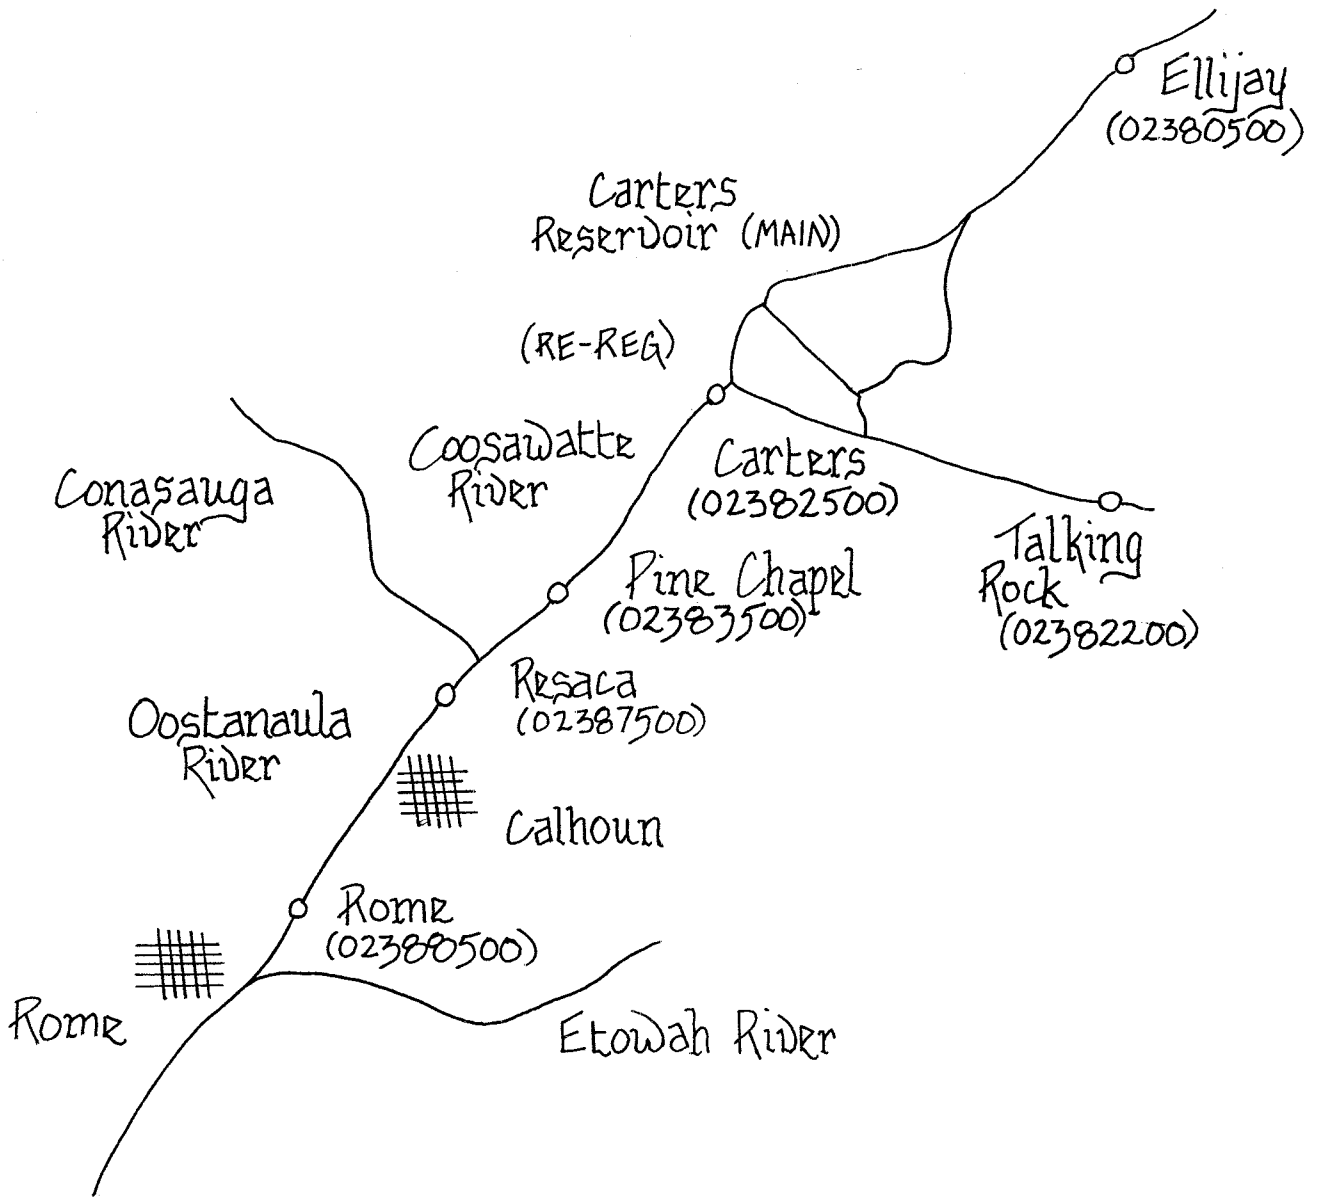 Ellijay
(02380500)
Carters
Reservoir (MAIN)
(RE-REG)
Coosawattee
River
Carters
(02382500)
Conasauga
River
Talking
Rock
(02382200)
Pine Chapel
(02383500)
Resaca
(02387500)
Oostanaula
River
Calhoun
Rome
(02388500)
Rome
Etowah River